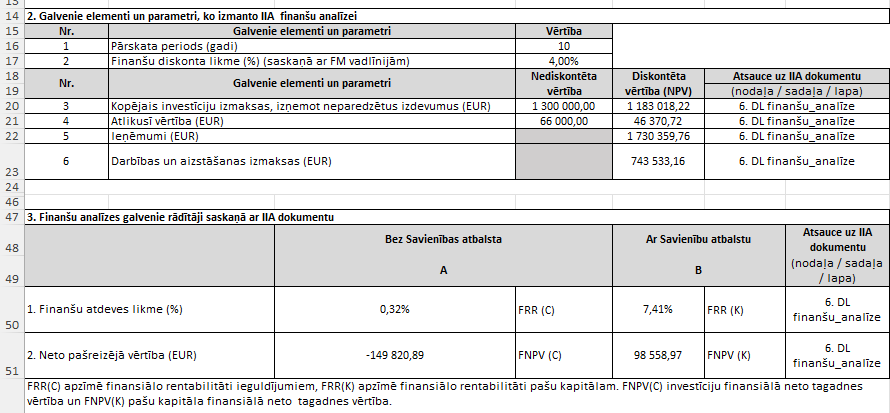 13
14 2. Galvenie elementi un parametri, ko izmanto IIA finanšu analīzei
15 Nr. Galvenie elementi un parametri Vērtība
16 1 Pārskata periods (gadi) 10
17 2 Finanšu diskonta likme (%) (saskaņā ar FM vadlīnijām) 4,00%
18 Nr. Galvenie elementi un parametri Nediskontēta Diskontēta Atsauce uz IIA dokumentu
19 vērtība vērtība (NPV) (nodaļa / sadaļa / lapa)
20 3 Kopējais investīciju izmaksas, izņemot neparedzētus izdevumus (EUR) 1 300 000,00 1 183 018,22 6. DL finanšu_analīze
21 4 Atlikusī vērtība (EUR) 66 000,00 46 370,72 6. DL finanšu_analīze
22 5 Ieņēmumi (EUR) 1 730 359,76 6. DL finanšu_analīze
23 6 Darbības un aizstāšanas izmaksas (EUR) 743 533,16 6. DL finanšu_analīze
24
46
47 3. Finanšu analīzes galvenie rādītāji saskaņā ar IIA dokumentu
48 Bez Savienības atbalsta Ar Savienību atbalstu Atsauce uz IIA
dokumentu
49 A B (nodaļa / sadaļa
/ lapa)
50 1. Finanšu atdeves likme (%) 0,32% FRR (C) 7,41% FRR (K) 6. DL
finanšu_analīze
51 2. Neto pašreizējā vērtība (EUR) -149 820,89 FNPV (C) 98 558,97 FNPV (K) 6. DL
finanšu_analīze
FRR(C) apzīmē finansiālo rentabilitāti ieguldījumiem, FRR(K) apzīmē finansiālo rentabilitāti pašu kapitālam. FNPV(C) investīciju finansiālā neto tagadnes
vērtība un FNPV(K) pašu kapitāla finansiālā neto tagadnes vērtība.